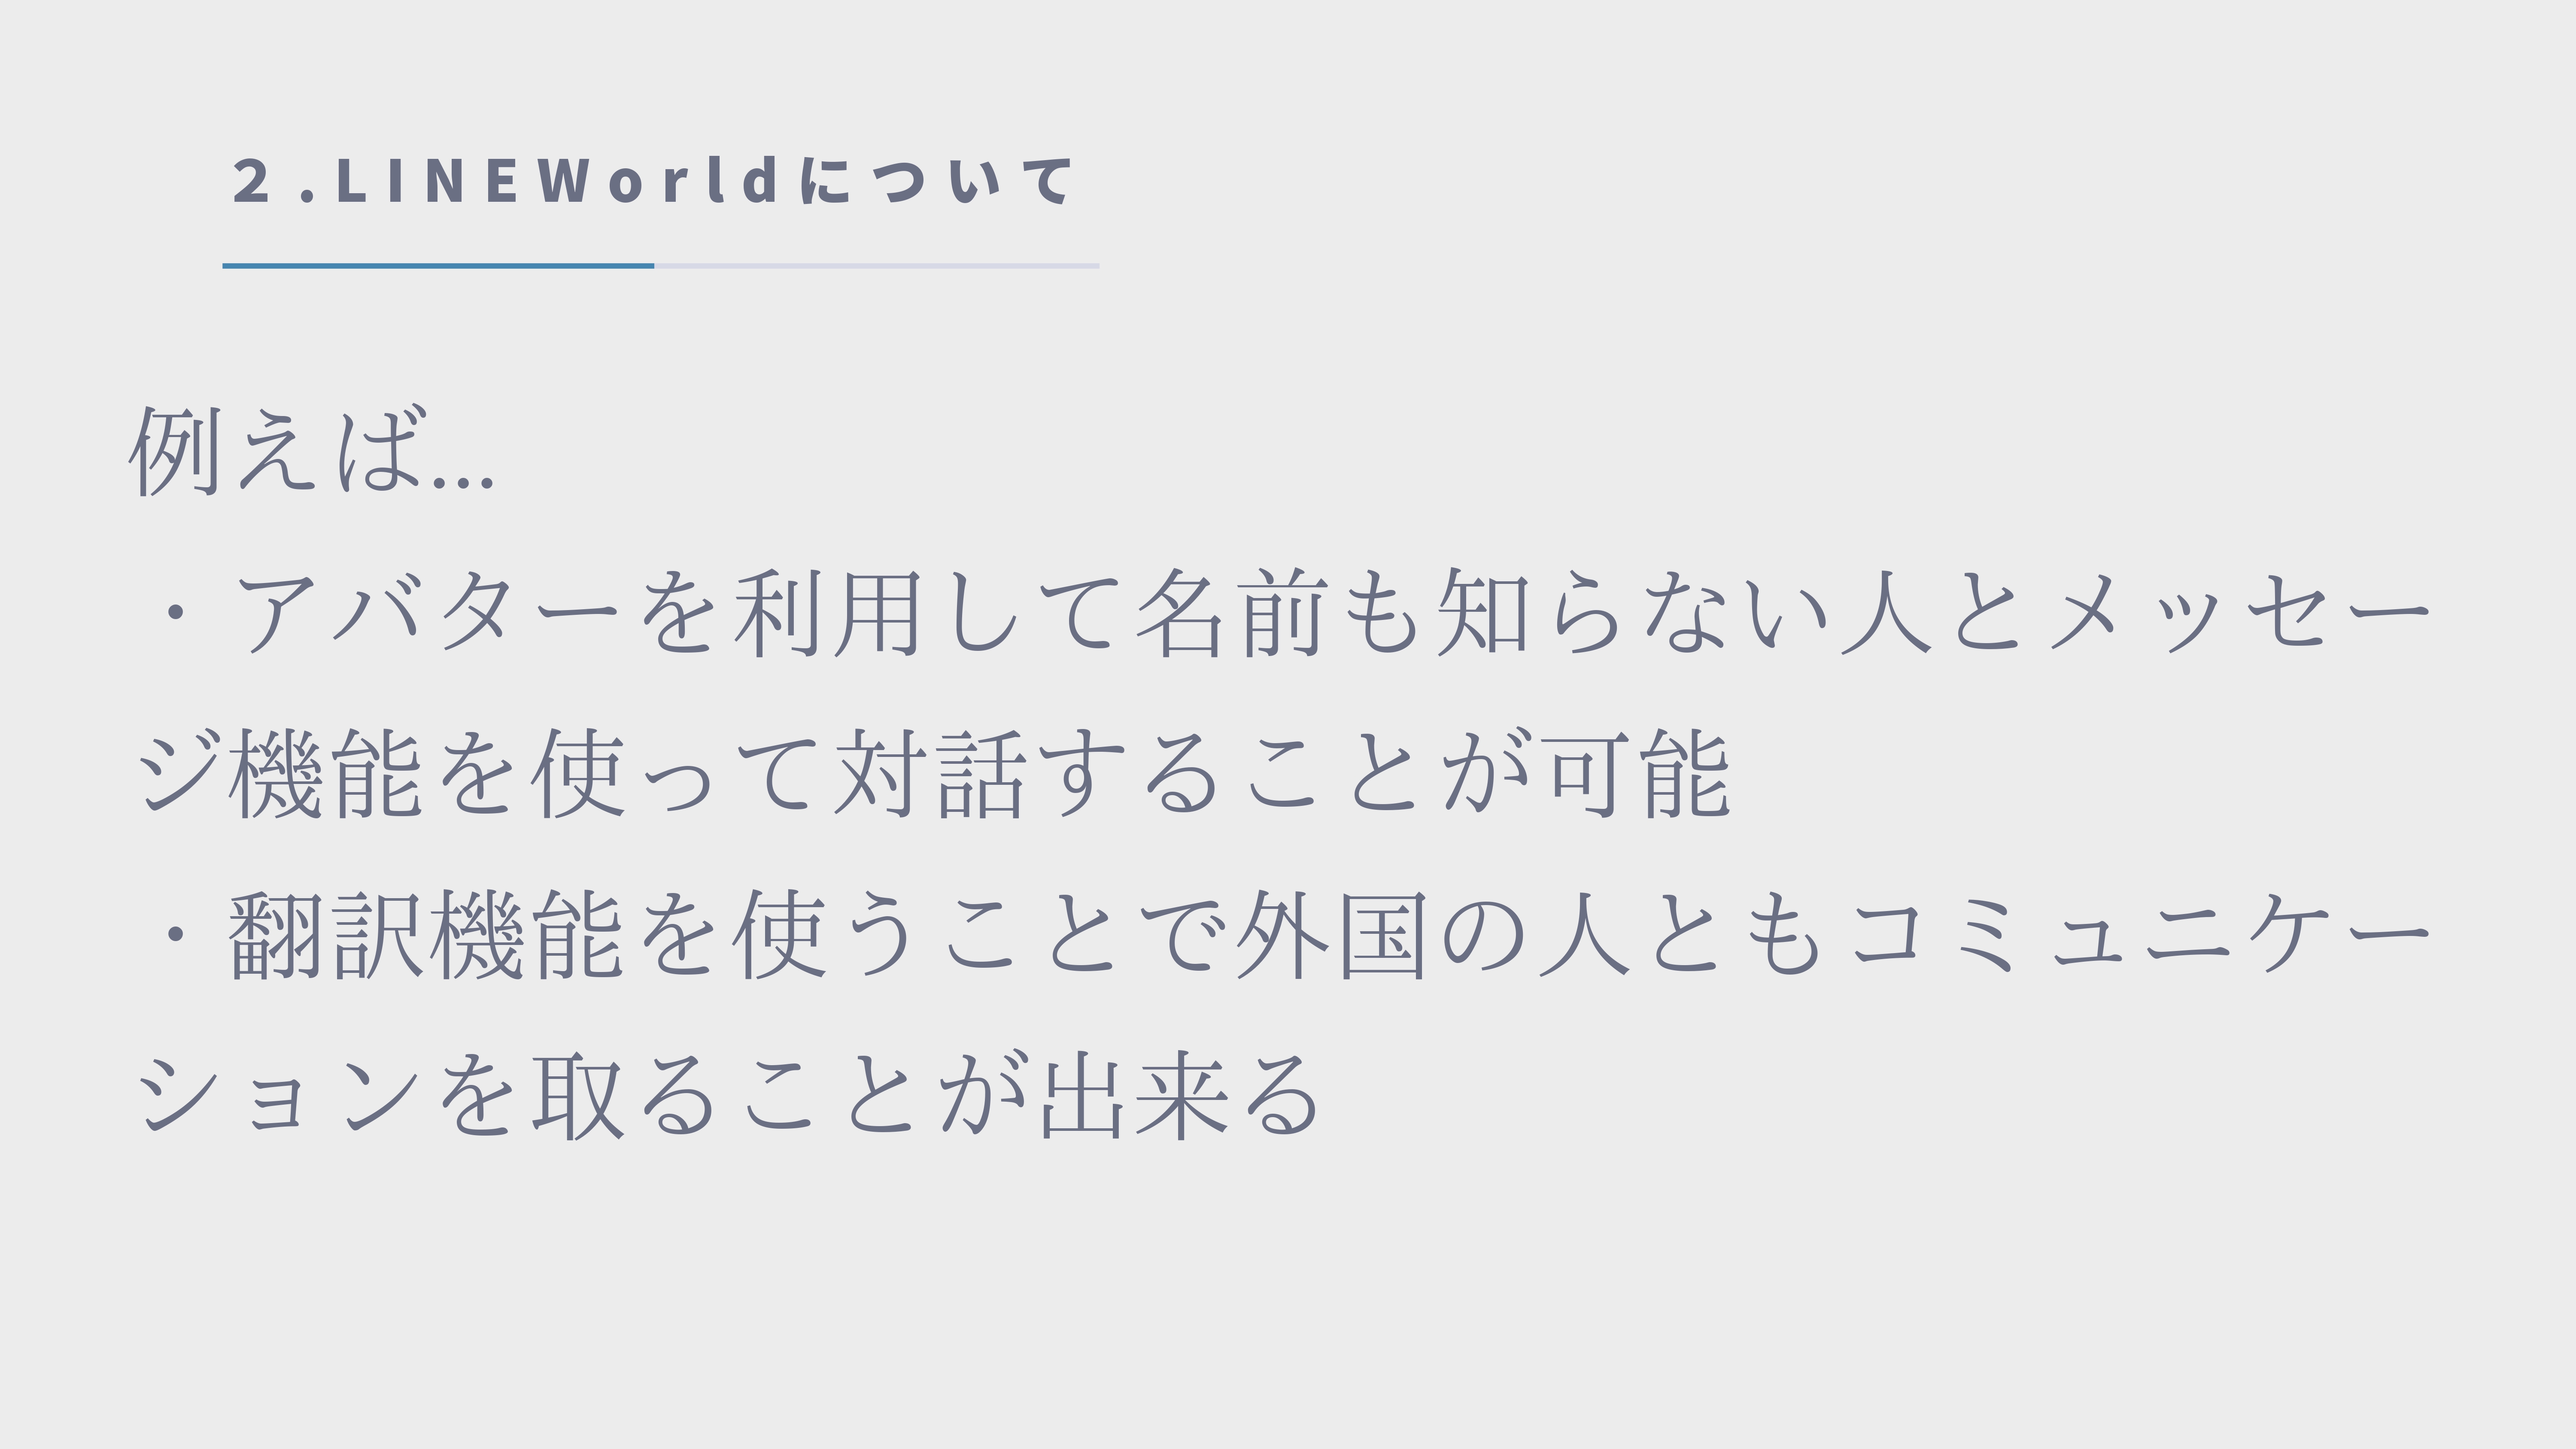 ２.LINEWorldについて
例えば...
・アバターを利用して名前も知らない人とメッセー
ジ機能を使って対話することが可能
・翻訳機能を使うことで外国の人ともコミュニケー
ションを取ることが出来る